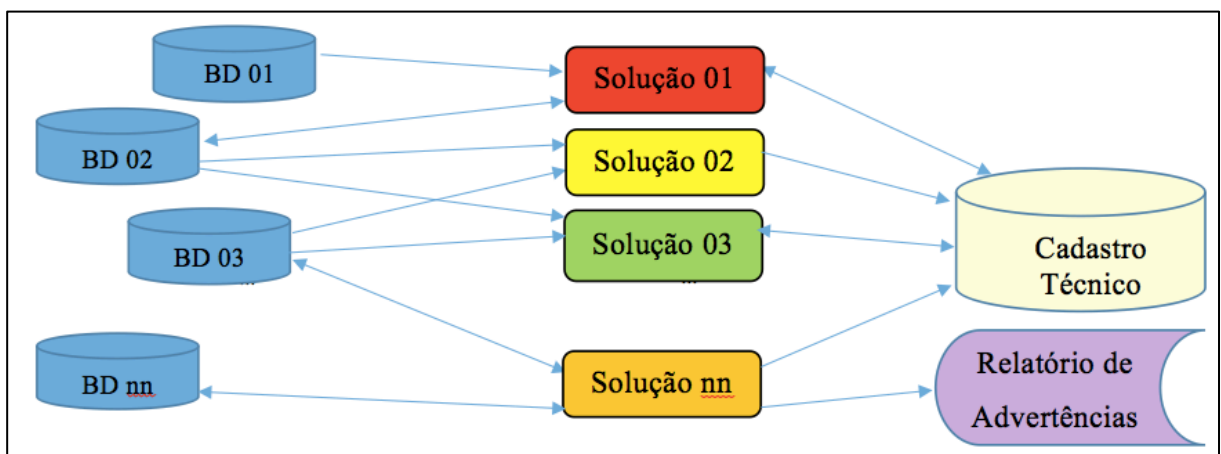 BD 01
BD 02
BD 03
...
BD nn
Solução 01
Solução 02
Solução 03
...
Solução nn
Cadastro
Técnico
Relatório de
Advertências